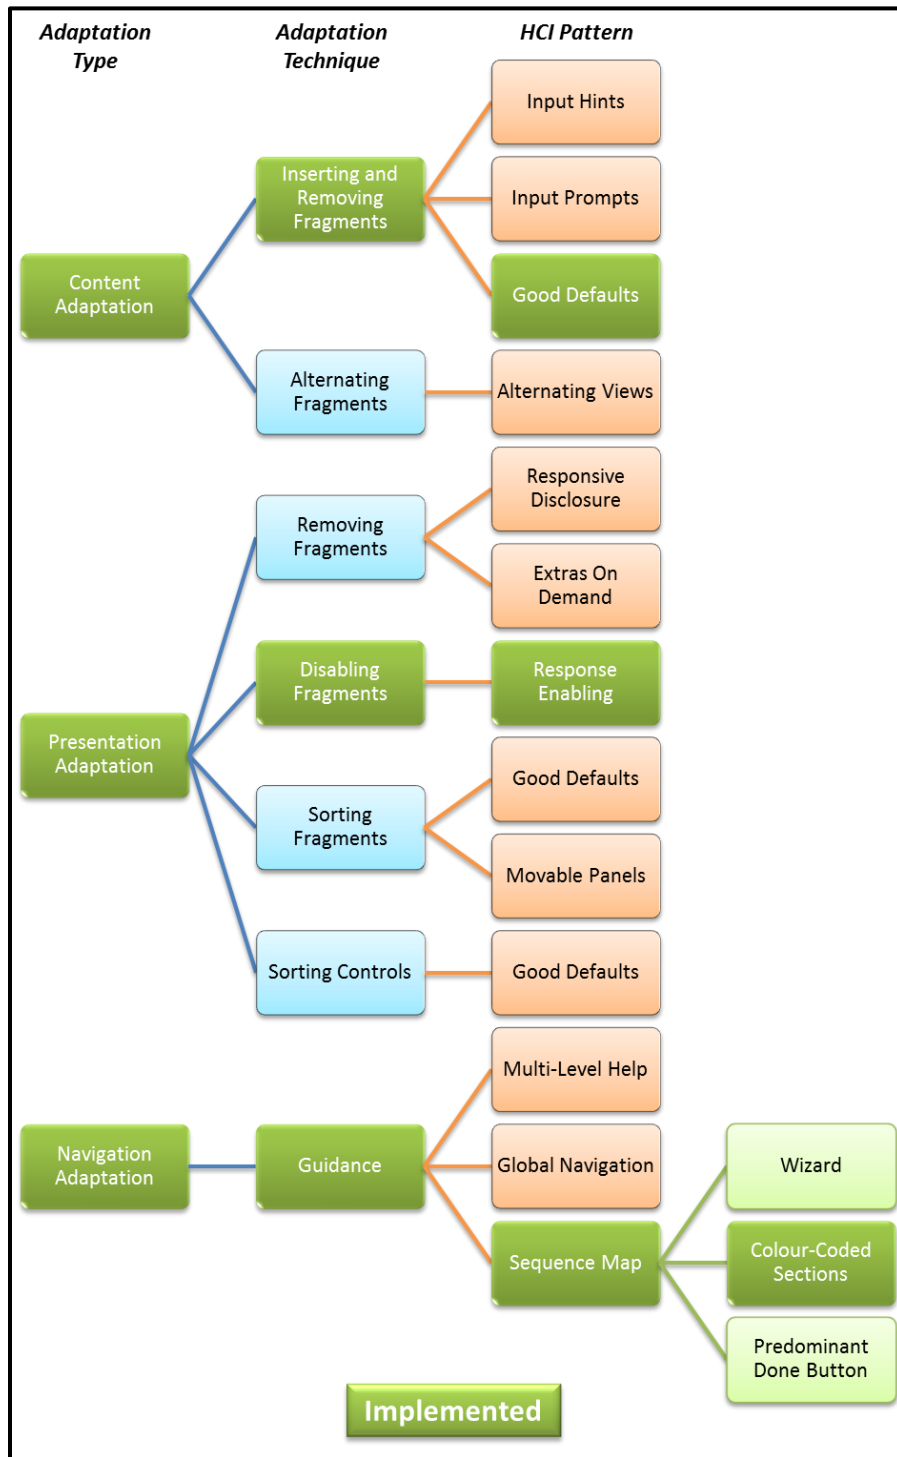 Adaptation
Type
Adaptation
Technique
HCI Pattern
Input Hints
Inserting and
Removing
Fragments
Input Prompts
Content
Adaptation
Good Defaults
Alternating
Fragments
Alternating Views
Responsive
Disclosure
Removing
Fragments
Extras On
Demand
Disabling
Fragments
Response
Enabling
Presentation
Adaptation
Good Defaults
Sorting
Fragments
Movable Panels
Sorting Controls
Good Defaults
Multi-Level Help
Navigation
Adaptation
Guidance
Global Navigation
Wizard
Sequence Map
Colour-Coded
Sections
Predominant
Done Button
Implemented